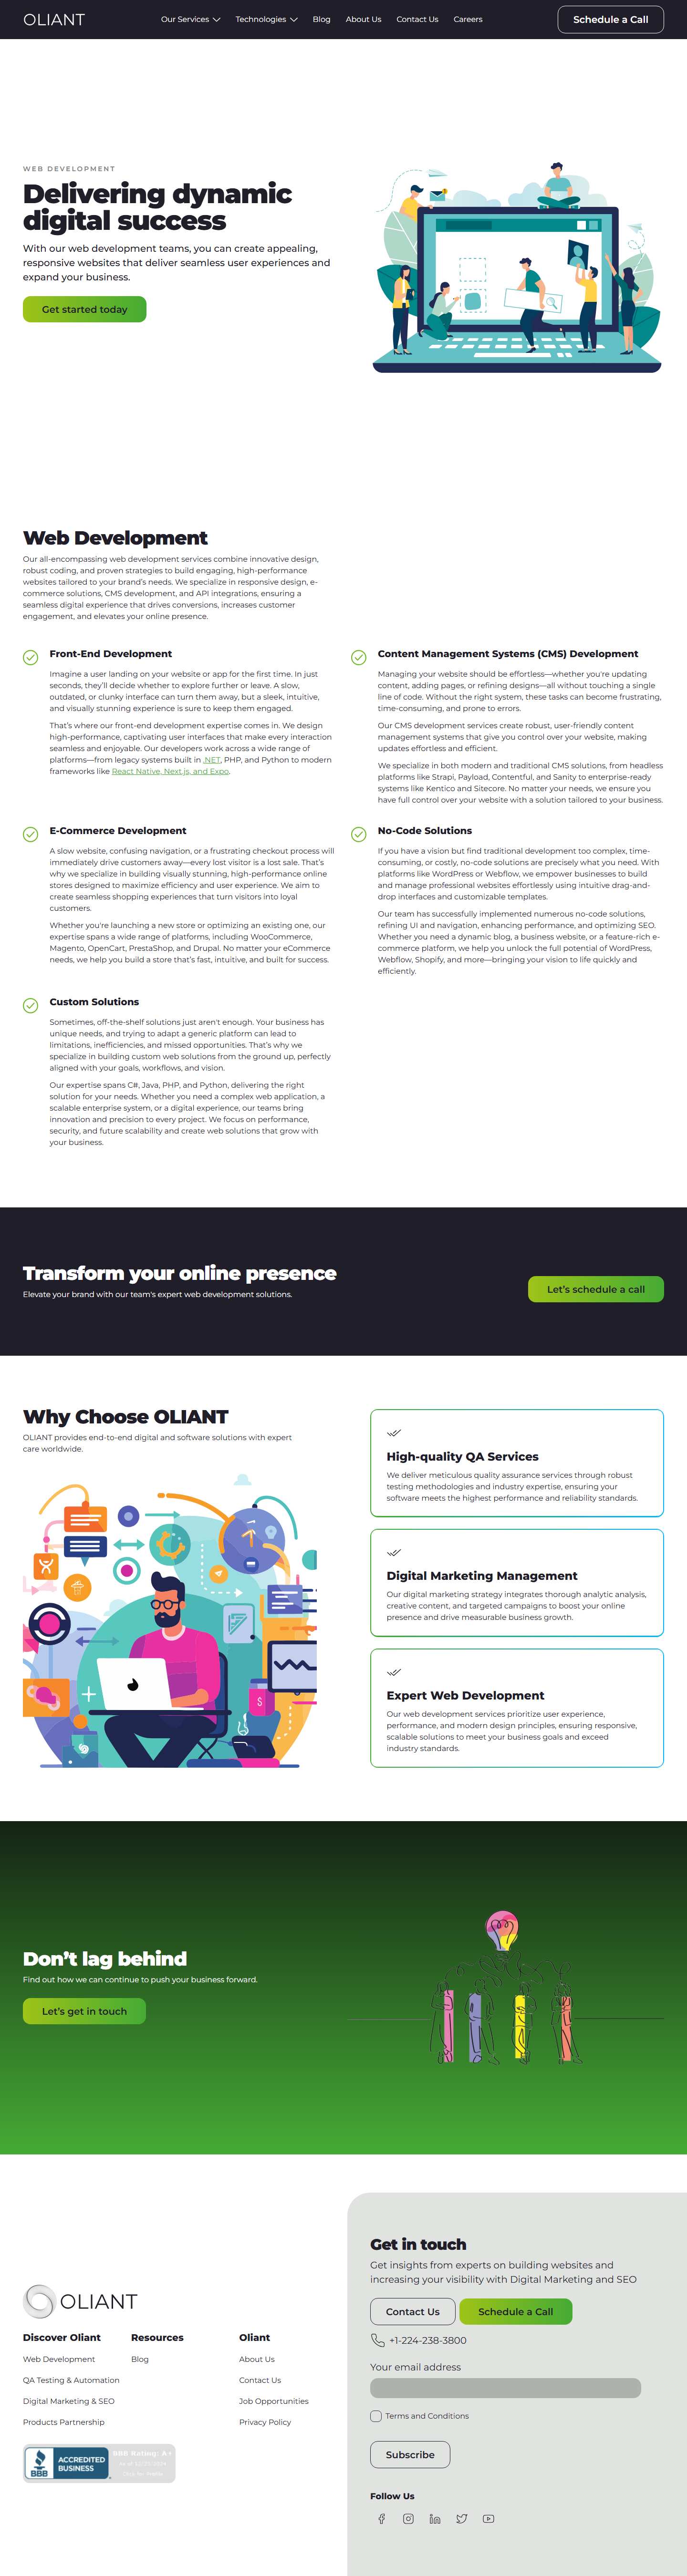 OLIANT
Our Services
Technologies
Blog
About Us
Contact Us
Careers
Schedule a Call
WEB DEVELOPMENT
Delivering dynamic
digital success
With our web development teams, you can create appealing,
responsive websites that deliver seamless user experiences and
expand your business.
Get started today
Web Development
Our all-encompassing web development services combine innovative design,
robust coding, and proven strategies to build engaging, high-performance
websites tailored to your brand's needs. We specialize in responsive design, e-
commerce solutions, CMS development, and API integrations, ensuring a
seamless digital experience that drives conversions, increases customer
engagement, and elevates your online presence.
Front-End Development
Imagine a user landing on your website or app for the first time. In just
seconds, they'll decide whether to explore further or leave. A slow,
outdated, or clunky interface can turn them away, but a sleek, intuitive,
and visually stunning experience is sure to keep them engaged.
That's where our front-end development expertise comes in. We design
high-performance, captivating user interfaces that make every interaction
seamless and enjoyable. Our developers work across a wide range of
platforms—from legacy systems built in .NET, PHP, and Python to modern
frameworks like React Native, Next.js, and Expo.
Content Management Systems (CMS) Development
Managing your website should be effortless—whether you're updating
content, adding pages, or refining designs—all without touching a single
line of code. Without the right system, these tasks can become frustrating,
time-consuming, and prone to errors.
Our CMS development services create robust, user-friendly content
management systems that give you control over your website, making
updates effortless and efficient.
We specialize in both modern and traditional CMS solutions, from headless
platforms like Strapi, Payload, Contentful, and Sanity to enterprise-ready
systems like Kentico and Sitecore. No matter your needs, we ensure you
have full control over your website with a solution tailored to your business.
E-Commerce Development
A slow website, confusing navigation, or a frustrating checkout process will
immediately drive customers away—every lost visitor is a lost sale. That's
why we specialize in building visually stunning, high-performance online
stores designed to maximize efficiency and user experience. We aim to
create seamless shopping experiences that turn visitors into loyal
customers.
Whether you're launching a new store or optimizing an existing one, our
expertise spans a wide range of platforms, including WooCommerce,
Magento, OpenCart, PrestaShop, and Drupal. No matter your eCommerce
needs, we help you build a store that's fast, intuitive, and built for success.
No-Code Solutions
If you have a vision but find traditional development too complex, time-
consuming, or costly, no-code solutions are precisely what you need. With
platforms like WordPress or Webflow, we empower businesses to build
and manage professional websites effortlessly using intuitive drag-and-
drop interfaces and customizable templates.
Our team has successfully implemented numerous no-code solutions,
refining UI and navigation, enhancing performance, and optimizing SEO.
Whether you need a dynamic blog, a business website, or a feature-rich e-
commerce platform, we help you unlock the full potential of WordPress,
Webflow, Shopify, and more—bringing your vision to life quickly and
efficiently.
Custom Solutions
Sometimes, off-the-shelf solutions just aren't enough. Your business has
unique needs, and trying to adapt a generic platform can lead to
limitations, inefficiencies, and missed opportunities. That's why we
specialize in building custom web solutions from the ground up, perfectly
aligned with your goals, workflows, and vision.
Our expertise spans C#, Java, PHP, and Python, delivering the right
solution for your needs. Whether you need a complex web application, a
scalable enterprise system, or a digital experience, our teams bring
innovation and precision to every project. We focus on performance,
security, and future scalability and create web solutions that grow with
your business.
Transform your online presence
Elevate your brand with our team's expert web development solutions.
Let's schedule a call
Why Choose OLIANT
OLIANT provides end-to-end digital and software solutions with expert
care worldwide.
High-quality QA Services
We deliver meticulous quality assurance services through robust
testing methodologies and industry expertise, ensuring your
software meets the highest performance and reliability standards.
Digital Marketing Management
Our digital marketing strategy integrates thorough analytic analysis,
creative content, and targeted campaigns to boost your online
presence and drive measurable business growth.
Expert Web Development
Our web development services prioritize user experience,
performance, and modern design principles, ensuring responsive,
scalable solutions to meet your business goals and exceed
industry standards.
Don't lag behind
Find out how we can continue to push your business forward.
Let's get in touch
OLIANT
Discover Oliant
Web Development
QA Testing & Automation
Digital Marketing & SEO
Products Partnership
Resources
Blog
Oliant
About Us
Contact Us
Job Opportunities
Privacy Policy
BBB
ACCREDITED
BUSINESS
BBB Rating: A+
Get in touch
Get insights from experts on building websites and
increasing your visibility with Digital Marketing and SEO
Contact Us
Schedule a Call
+1-224-238-3800
Your email address
Terms and Conditions
Subscribe
Follow Us